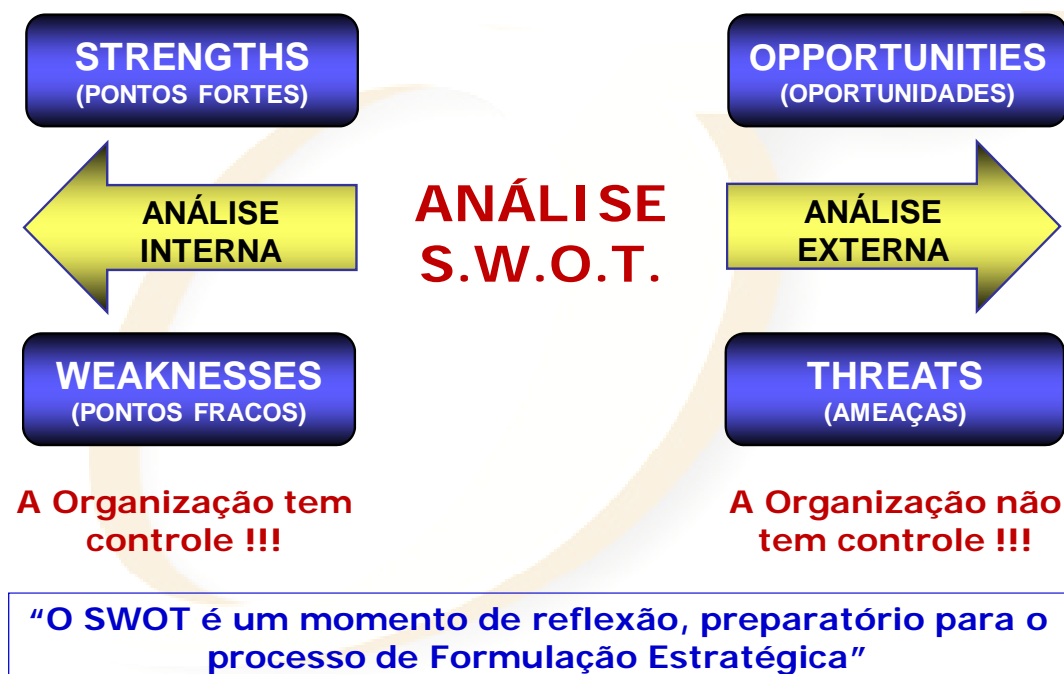 STRENGTHS
(PONTOS FORTES)
OPPORTUNITIES
(OPORTUNIDADES)
ANÁLISE
INTERNA
ANÁLISE
S.W.O.T.
ANÁLISE
EXTERNA
WEAKNESSES
(PONTOS FRACOS)
THREATS
(AMEAÇAS)
A Organização tem
controle !!!
A Organização não
tem controle !!!
“O SWOT é um momento de reflexão, preparatório para o
processo de Formulação Estratégica”